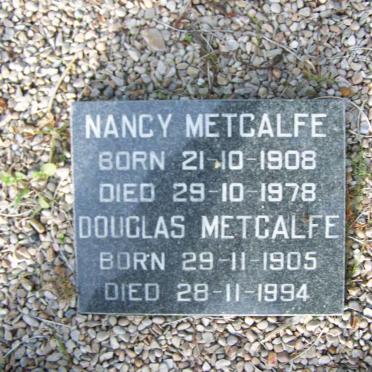 NANCY METCALFE
BORN 21-10-1908
DIED 29-10-1978
DOUGLAS METCALFE
BORN 29-11-1905
DIED 28-11-1994